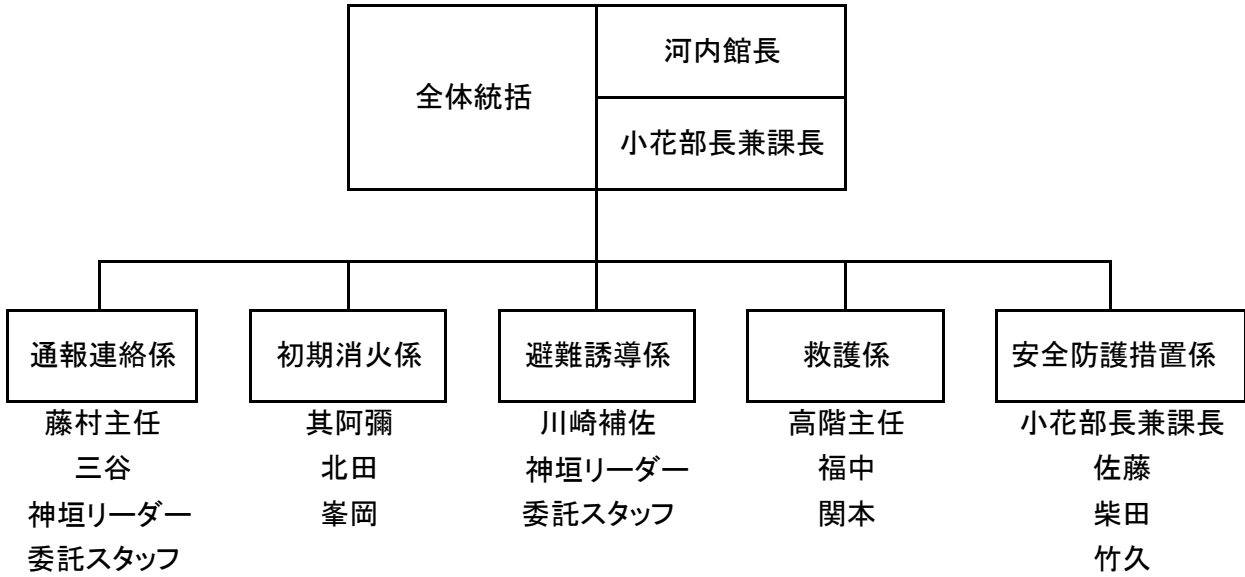 全体統括
河内館長
小花部長兼課長
通報連絡係
藤村主任
三谷
神垣リーダー
委託スタッフ
初期消火係
其阿彌
北田
峯岡
避難誘導係
川崎補佐
神垣リーダー
委託スタッフ
救護係
高階主任
福中
関本
安全防護措置係
小花部長兼課長
佐藤
柴田
竹久